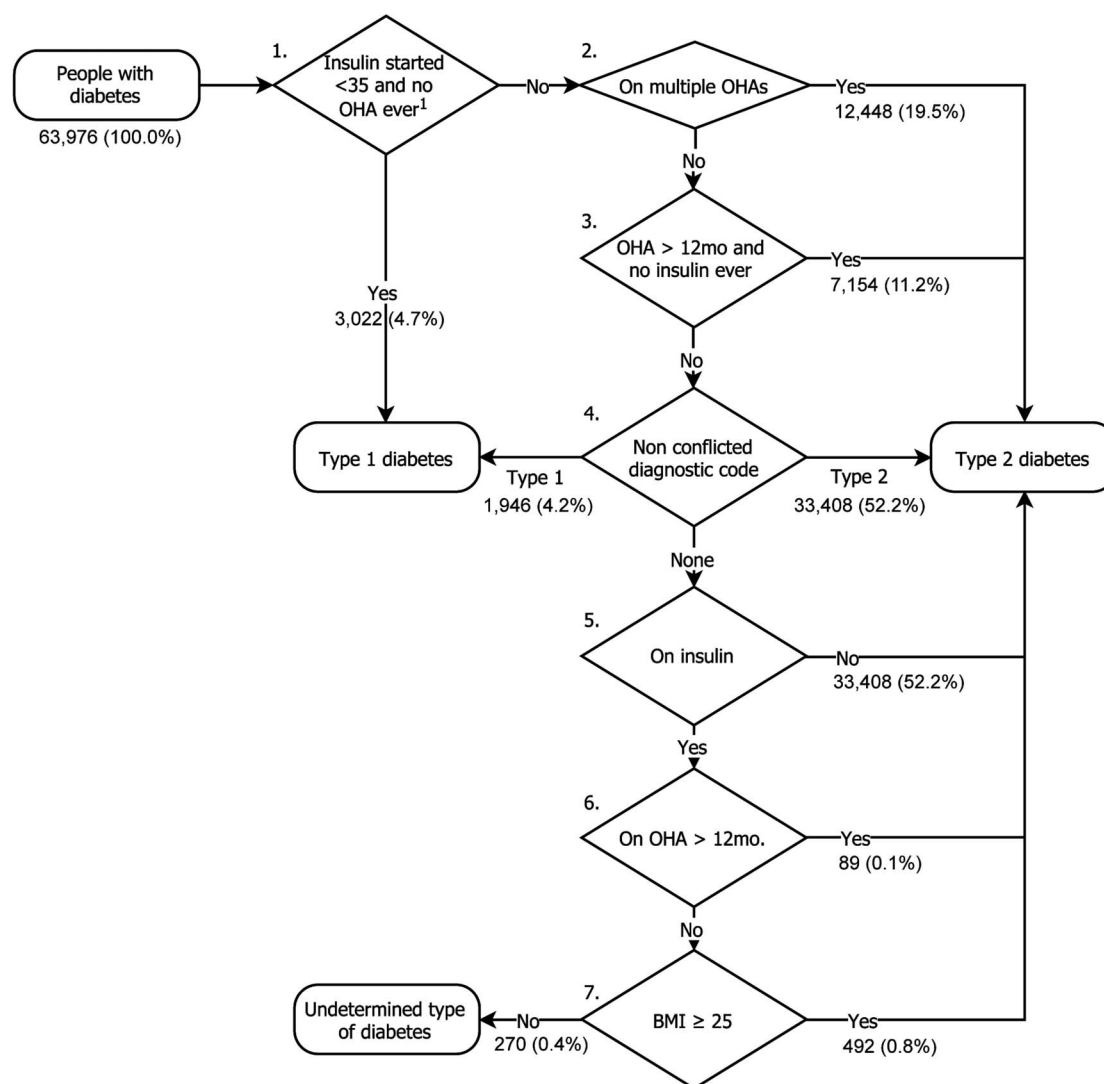 People with
diabetes
63,976 (100.0%)
1.
Insulin started
<35 and no
OHA ever1
No
2.
On multiple OHAs
Yes
12,448 (19.5%)
Yes
3,022 (4.7%)
No
3.
OHA > 12mo and
no insulin ever
Yes
7,154 (11.2%)
No
4.
Non conflicted
diagnostic code
Type 1
1,946 (4.2%)
Type 1 diabetes
Type 2
33,408 (52.2%)
Type 2 diabetes
None
5.
On insulin
No
33,408 (52.2%)
Yes
6.
On OHA > 12mo.
Yes
89 (0.1%)
No
7.
BMI ≥ 25
No
270 (0.4%)
Undetermined type
of diabetes
Yes
492 (0.8%)